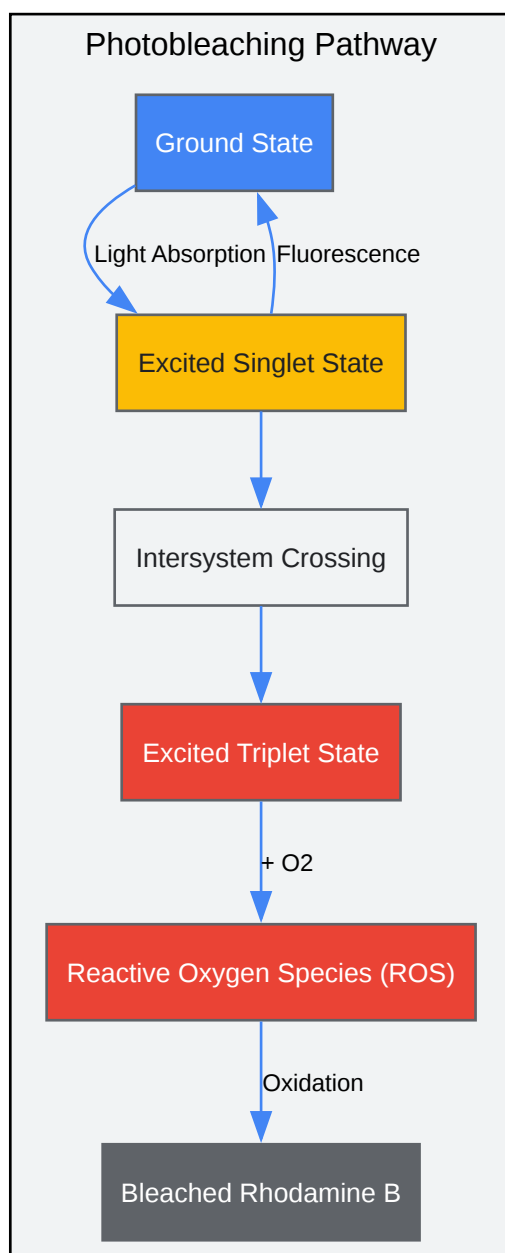 Photobleaching Pathway
Ground State
Light Absorption
Fluorescence
Excited Singlet State
Intersystem Crossing
Excited Triplet State
+ O2
Reactive Oxygen Species (ROS)
Oxidation
Bleached Rhodamine B